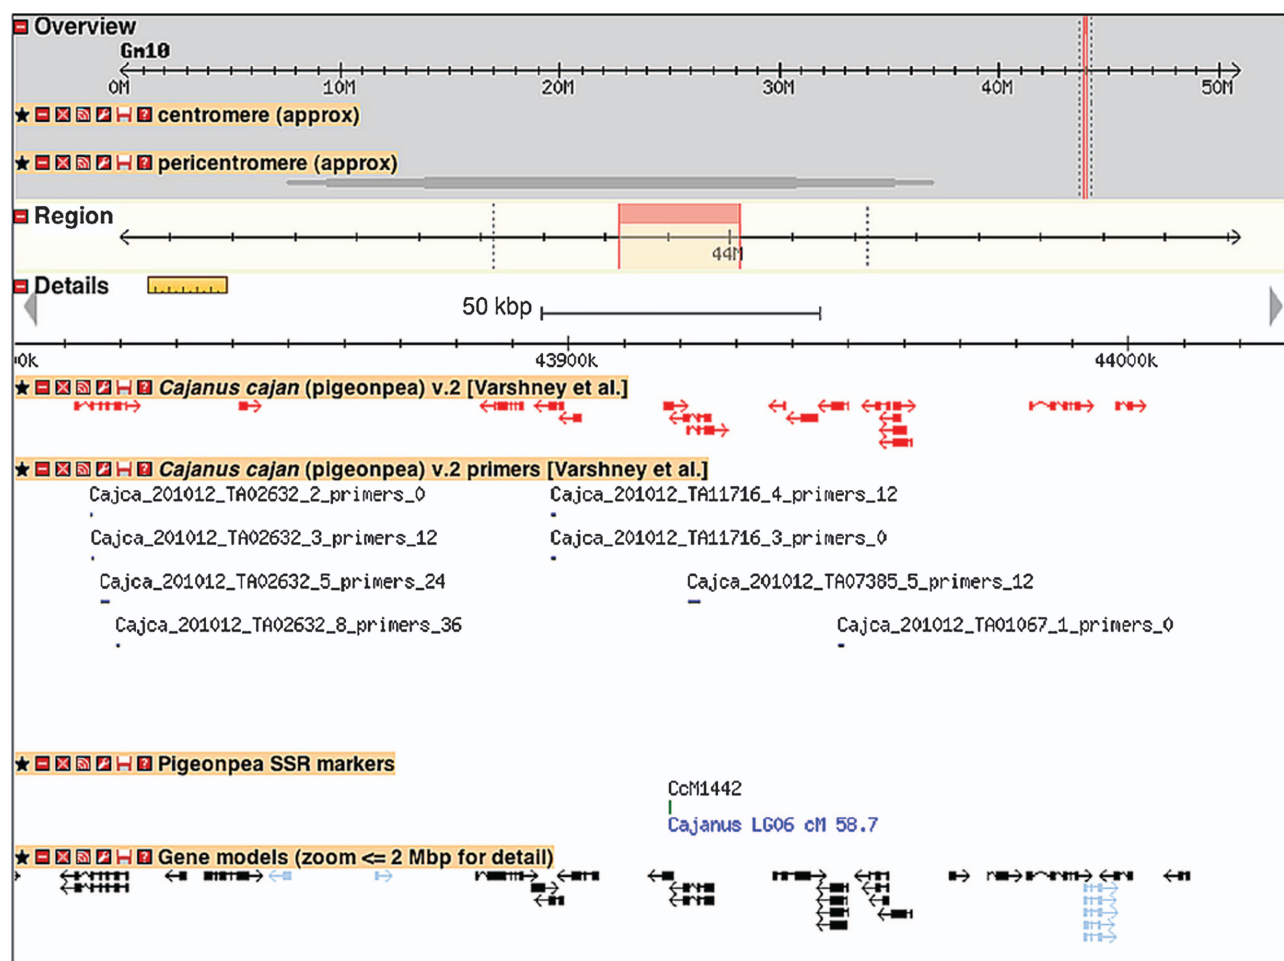 Overview
Gm10
0M 10M 20M 30M 40M 50M
centromere (approx)
pericentromere (approx)
Region
44M
Details
50 kbp
0k 43900k 44000k
Cajanus cajan (pigeonpea) v.2 [Varshney et al.]
Cajanus cajan (pigeonpea) v.2 primers [Varshney et al.]
Cajca_201012_TA02632_2_primers_0 Cajca_201012_TA11716_4_primers_12
Cajca_201012_TA02632_3_primers_12 Cajca_201012_TA11716_3_primers_0
Cajca_201012_TA02632_5_primers_24 Cajca_201012_TA07385_5_primers_12
Cajca_201012_TA02632_8_primers_36 Cajca_201012_TA01067_1_primers_0
Pigeonpea SSR markers
CcM1442
Cajanus LG06 cM 58.7
Gene models (zoom <= 2 Mbp for detail)